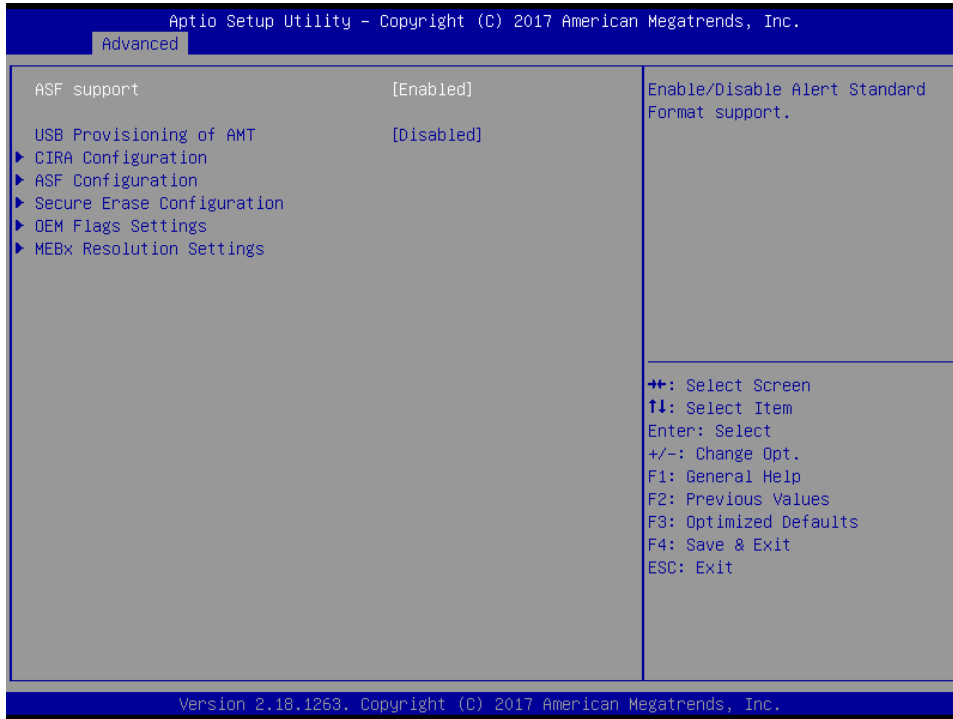 Aptio Setup Utility – Copyright (C) 2017 American Megatrends, Inc.
Advanced
ASF support [Enabled]
USB Provisioning of AMT [Disabled]
▶ CIRA Configuration
▶ ASF Configuration
▶ Secure Erase Configuration
▶ OEM Flags Settings
▶ MEBx Resolution Settings
Enable/Disable Alert Standard
Format support.
→←: Select Screen
↑↓: Select Item
Enter: Select
+/-: Change Opt.
F1: General Help
F2: Previous Values
F3: Optimized Defaults
F4: Save & Exit
ESC: Exit
Version 2.18.1263. Copyright (C) 2017 American Megatrends, Inc.